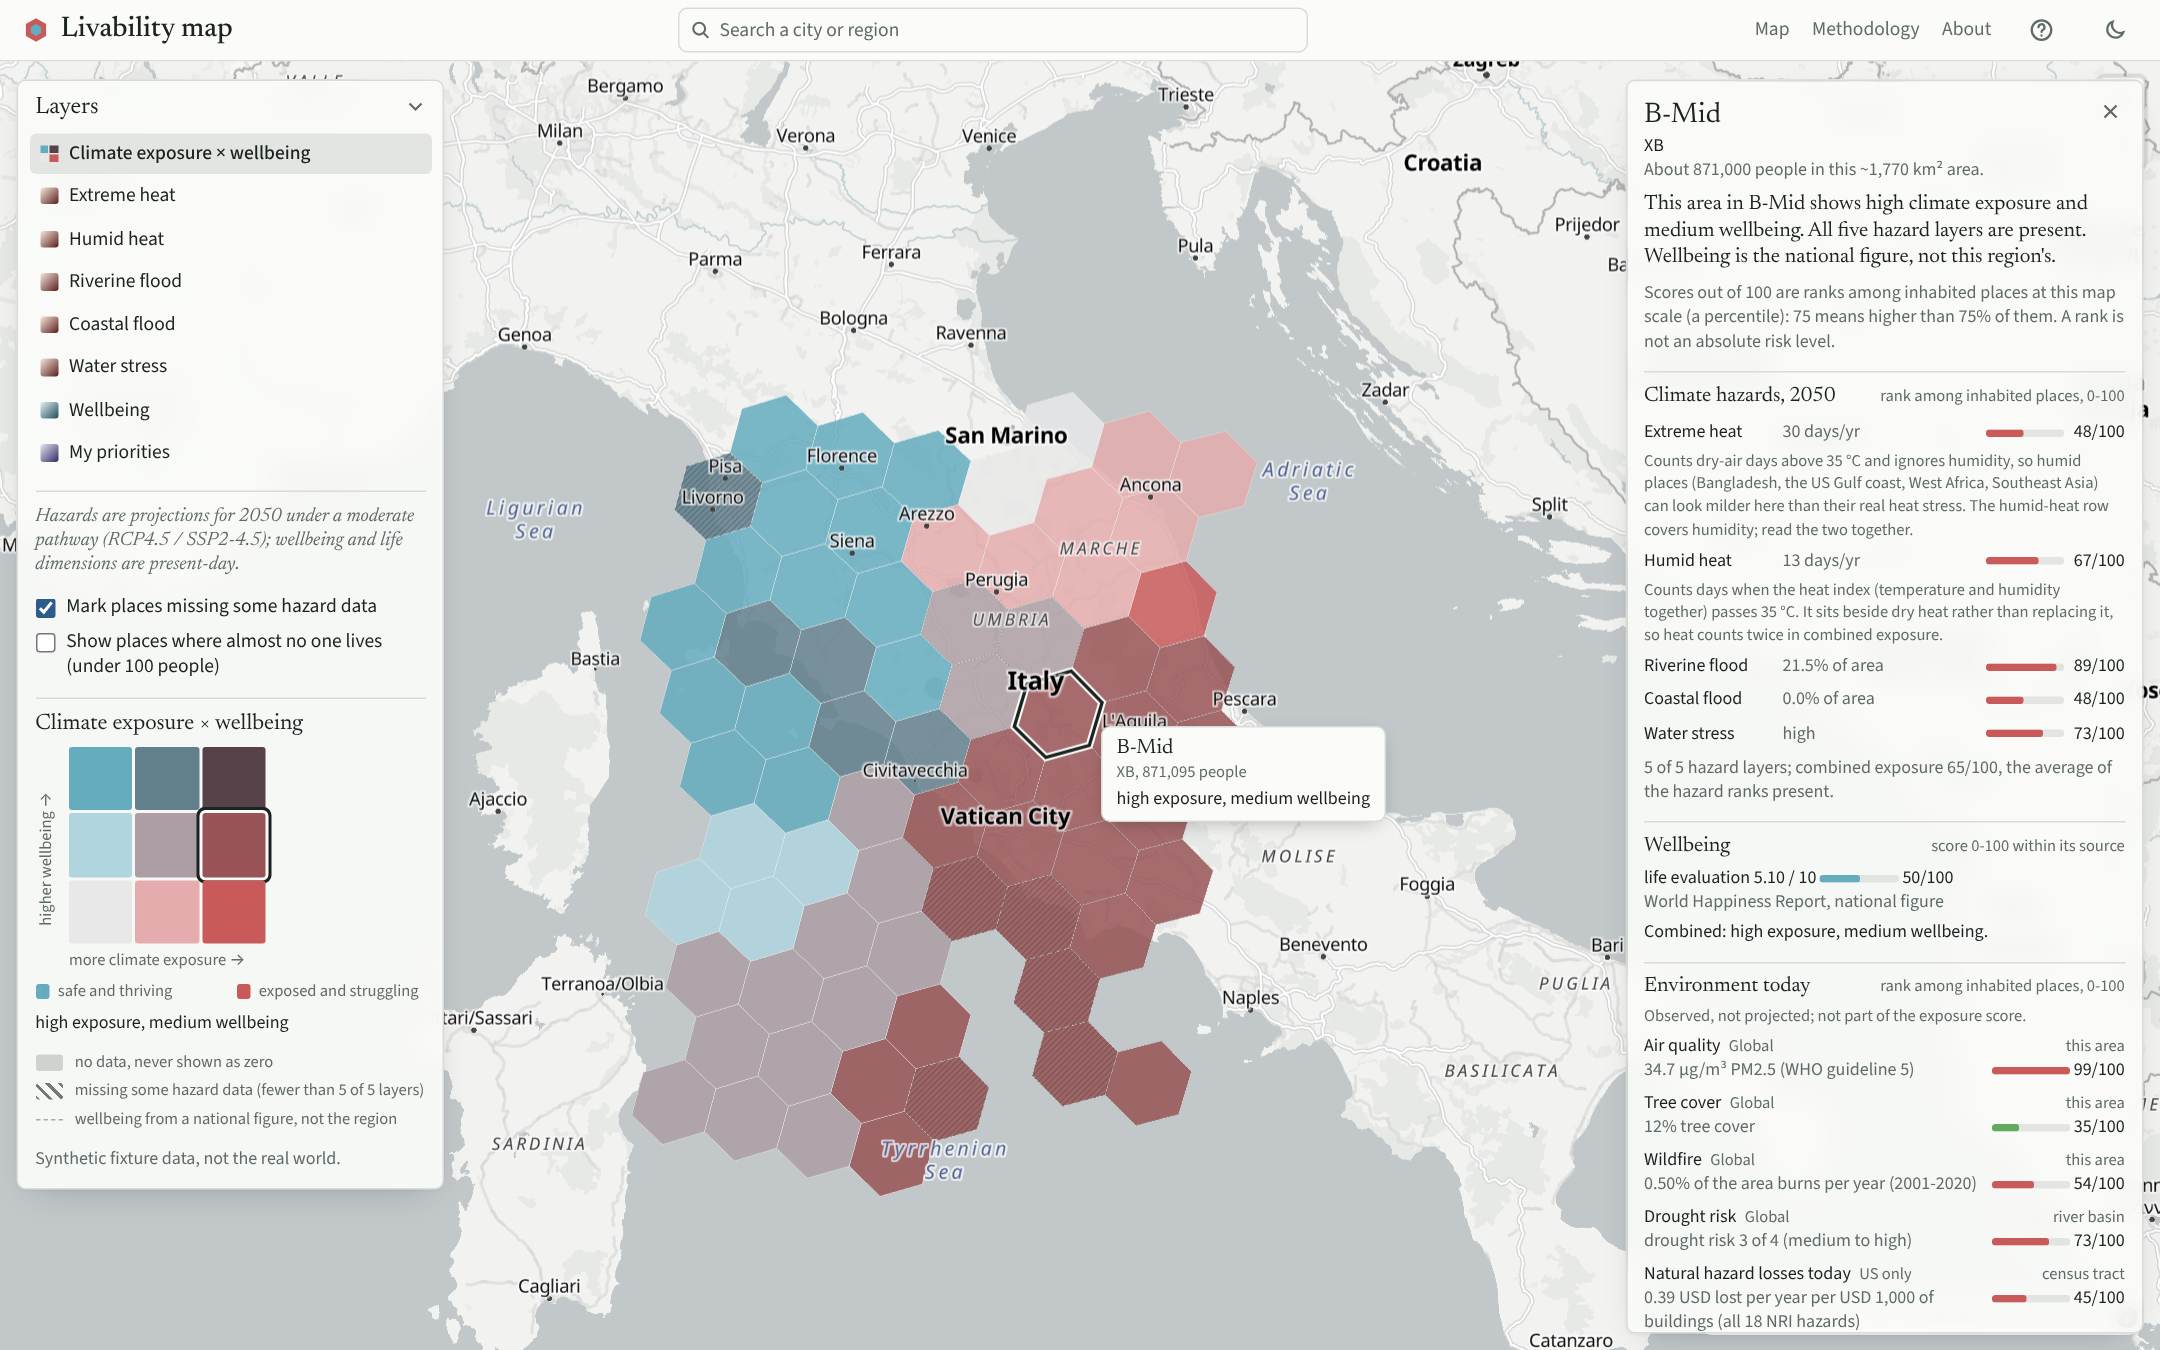 Livability map
Search a city or region
Map
Methodology
About
Layers
Climate exposure × wellbeing
Extreme heat
Humid heat
Riverine flood
Coastal flood
Water stress
Wellbeing
My priorities
Hazards are projections for 2050 under a moderate
pathway (RCP4.5 / SSP2-4.5); wellbeing and life
dimensions are present-day.
Mark places missing some hazard data
Show places where almost no one lives
(under 100 people)
Climate exposure × wellbeing
higher wellbeing →
more climate exposure →
safe and thriving
exposed and struggling
high exposure, medium wellbeing
no data, never shown as zero
missing some hazard data (fewer than 5 of 5 layers)
wellbeing from a national figure, not the region
Synthetic fixture data, not the real world.
Zagreb
Bergamo
Trieste
Milan
Verona
Venice
Croatia
Prijedor
Pula
Parma
Ferrara
Bologna
Genoa
Ravenna
Zadar
San Marino
Florence
Pisa
Livorno
Adriatic
Sea
Ancona
Ligurian
Sea
Arezzo
Split
Siena
MARCHE
Perugia
UMBRIA
Bastia
Italy
Pescara
L'Aquila
B-Mid
XB, 871,095 people
high exposure, medium wellbeing
Civitavecchia
Ajaccio
Vatican City
MOLISE
Foggia
Benevento
Bari
Terranoa/Olbia
PUGLIA
Naples
tari/Sassari
BASILICATA
SARDINIA
Tyrrhenian
Sea
Cagliari
Catanzaro
B-Mid
XB
About 871,000 people in this ~1,770 km² area.
This area in B-Mid shows high climate exposure and
medium wellbeing. All five hazard layers are present.
Wellbeing is the national figure, not this region's.
Scores out of 100 are ranks among inhabited places at this map
scale (a percentile): 75 means higher than 75% of them. A rank is
not an absolute risk level.
Climate hazards, 2050 rank among inhabited places, 0-100
Extreme heat 30 days/yr 48/100
Counts dry-air days above 35 °C and ignores humidity, so humid
places (Bangladesh, the US Gulf coast, West Africa, Southeast Asia)
can look milder here than their real heat stress. The humid-heat row
covers humidity; read the two together.
Humid heat 13 days/yr 67/100
Counts days when the heat index (temperature and humidity
together) passes 35 °C. It sits beside dry heat rather than replacing it,
so heat counts twice in combined exposure.
Riverine flood 21.5% of area 89/100
Coastal flood 0.0% of area 48/100
Water stress high 73/100
5 of 5 hazard layers; combined exposure 65/100, the average of
the hazard ranks present.
Wellbeing score 0-100 within its source
life evaluation 5.10 / 10 50/100
World Happiness Report, national figure
Combined: high exposure, medium wellbeing.
Environment today rank among inhabited places, 0-100
Observed, not projected; not part of the exposure score.
Air quality Global this area
34.7 µg/m³ PM2.5 (WHO guideline 5) 99/100
Tree cover Global this area
12% tree cover 35/100
Wildfire Global this area
0.50% of the area burns per year (2001-2020) 54/100
Drought risk Global river basin
drought risk 3 of 4 (medium to high) 73/100
Natural hazard losses today US only census tract
0.39 USD lost per year per USD 1,000 of 45/100
buildings (all 18 NRI hazards)